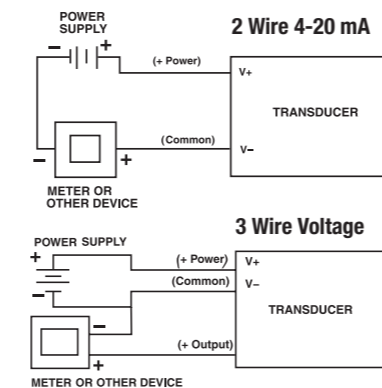 POWER
SUPPLY
2 Wire 4-20 mA
− +
(+ Power)
V+
TRANSDUCER
(Common)
V−
− +
METER OR
OTHER DEVICE
3 Wire Voltage
POWER SUPPLY
(+ Power)
V+
+
(Common)
V−
−
TRANSDUCER
−
(+ Output)
+
METER OR OTHER DEVICE